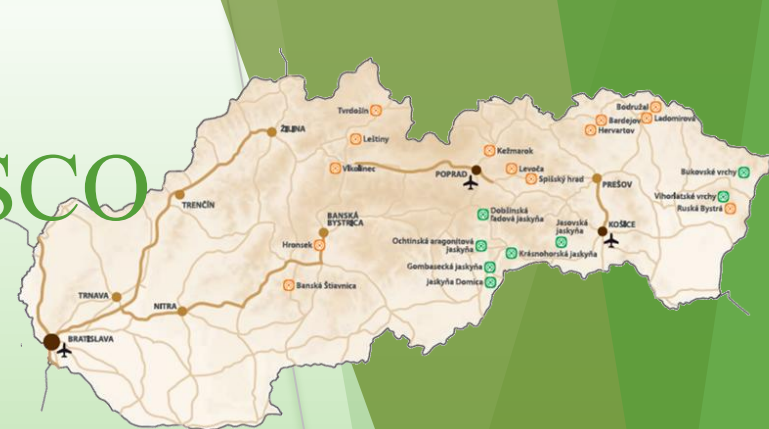 SCO
Tvrdošín
Bodružal
Bardejov
Ladomirová
Hervartov
ŽILINA
Leštiny
Kežmarok
Vlkolínec
POPRAD
Levoča
Spišský hrad
PREŠOV
Bukovské vrchy
TRENČÍN
Vihorlatské vrchy
Ruská Bystrá
BANSKÁ
BYSTRICA
Dobšinská
ľadová jaskyňa
Jasovská
jaskyňa
KOŠICE
Hronsek
Ochtinská aragonitová
jaskyňa
Krásnohorská jaskyňa
Gombasecká jaskyňa
Jaskyňa Domica
Banská Štiavnica
TRNAVA
NITRA
BRATISLAVA